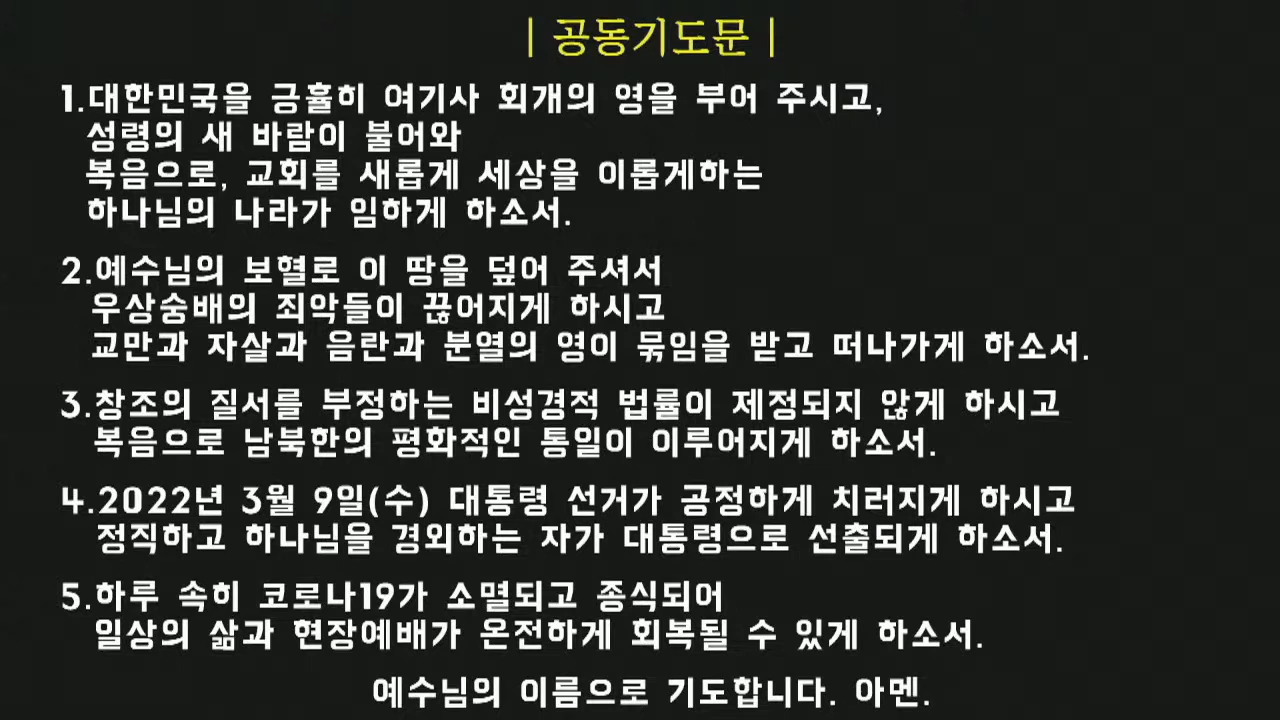 | 공동기도문 |
1.대한민국을 긍휼히 여기사 회개의 영을 부어 주시고,
성령의 새 바람이 불어와
복음으로, 교회를 새롭게 세상을 이롭게하는
하나님의 나라가 임하게 하소서.
2.예수님의 보혈로 이 땅을 덮어 주셔서
우상숭배의 죄악들이 끊어지게 하시고
교만과 자살과 음란과 분열의 영이 묶임을 받고 떠나가게 하소서.
3.창조의 질서를 부정하는 비성경적 법률이 제정되지 않게 하시고
복음으로 남북한의 평화적인 통일이 이루어지게 하소서.
4.2022년 3월 9일(수) 대통령 선거가 공정하게 치러지게 하시고
정직하고 하나님을 경외하는 자가 대통령으로 선출되게 하소서.
5.하루 속히 코로나19가 소멸되고 종식되어
일상의 삶과 현장예배가 온전하게 회복될 수 있게 하소서.
예수님의 이름으로 기도합니다. 아멘.